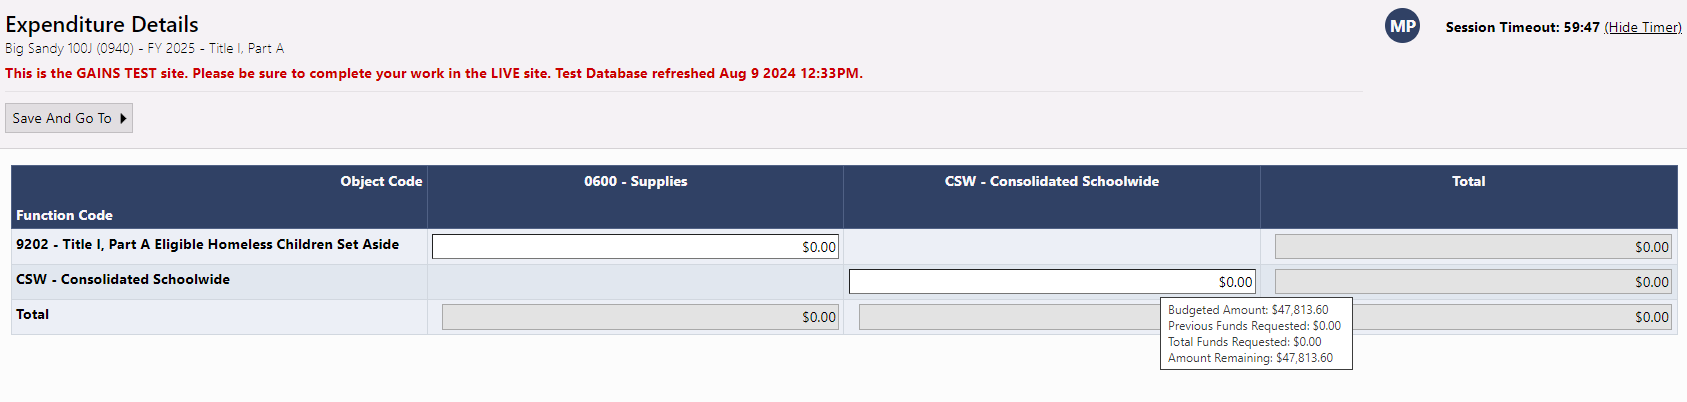 Expenditure Details
MP
Session Timeout: 59:47 (Hide Timer)
Big Sandy 100J (0940) - FY 2025 - Title I, Part A
This is the GAINS TEST site. Please be sure to complete your work in the LIVE site. Test Database refreshed Aug 9 2024 12:33PM.
Save And Go To
Object Code
0600 - Supplies
CSW - Consolidated Schoolwide
Total
Function Code
9202 - Title I, Part A Eligible Homeless Children Set Aside
$0.00
$0.00
CSW - Consolidated Schoolwide
$0.00
$0.00
Total
$0.00
$0.00
Budgeted Amount: $47,813.60
Previous Funds Requested: $0.00
Total Funds Requested: $0.00
Amount Remaining: $47,813.60